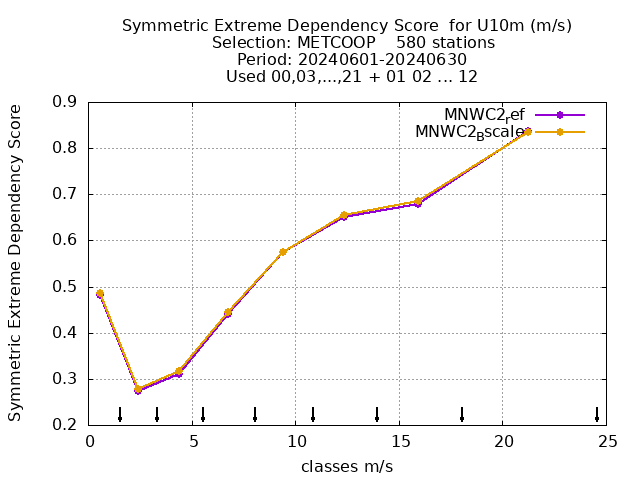 Symmetric Extreme Dependency Score  for U10m (m/s)
Selection: METCOOP    580 stations
Period: 20240601-20240630
Used 00,03,...,21 + 01 02 ... 12
Symmetric Extreme Dependency Score
0.9
0.8
0.7
0.6
0.5
0.4
0.3
0.2
MNWC2ref
MNWC2Bscale
0 5 10 15 20 25
classes m/s